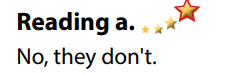 Reading a.
No, they don't.